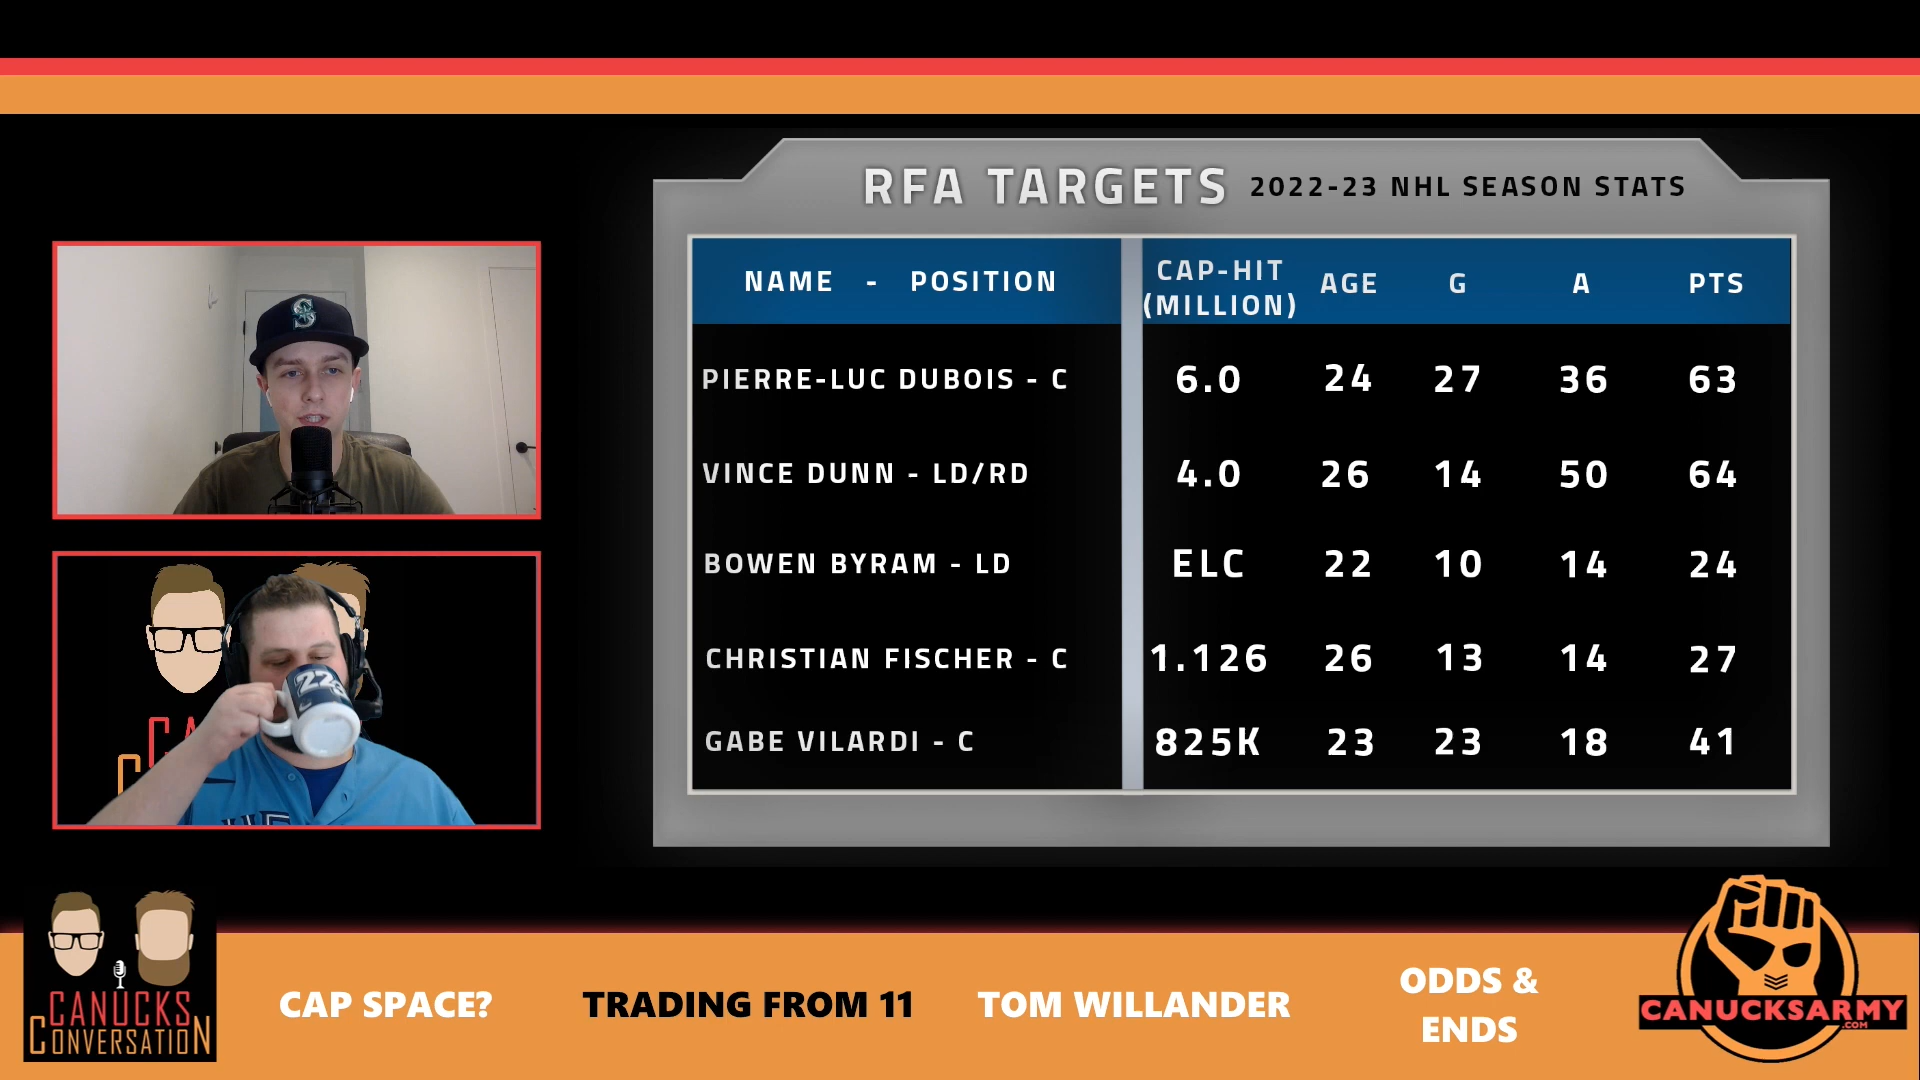 RFA TARGETS 2022-23 NHL SEASON STATS
NAME - POSITION CAP-HIT (MILLION) AGE G A PTS
PIERRE-LUC DUBOIS - C 6.0 24 27 36 63
VINCE DUNN - LD/RD 4.0 26 14 50 64
BOWEN BYRAM - LD ELC 22 10 14 24
CHRISTIAN FISCHER - C 1.126 26 13 14 27
GABE VILARDI - C 825K 23 23 18 41
S
22
CA
C
CANUCKS
CONVERSATION
CAP SPACE?
TRADING FROM 11
TOM WILLANDER
ODDS &
ENDS
CANUCKSARMY
.COM